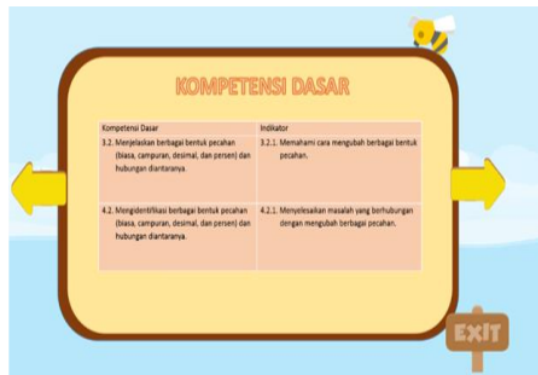 KOMPETENSI DASAR
Kompetensi Dasar
Indikator
3.2. Menjelaskan berbagai bentuk pecahan
(biasa, campuran, desimal, dan persen) dan
hubungan diantaranya.
3.2.1. Memahami cara mengubah berbagai bentuk
pecahan.
4.2. Mengidentifikasi berbagai bentuk pecahan
(biasa, campuran, desimal, dan persen) dan
hubungan diantaranya.
4.2.1. Menyelesaikan masalah yang berhubungan
dengan mengubah berbagai pecahan.
EXIT